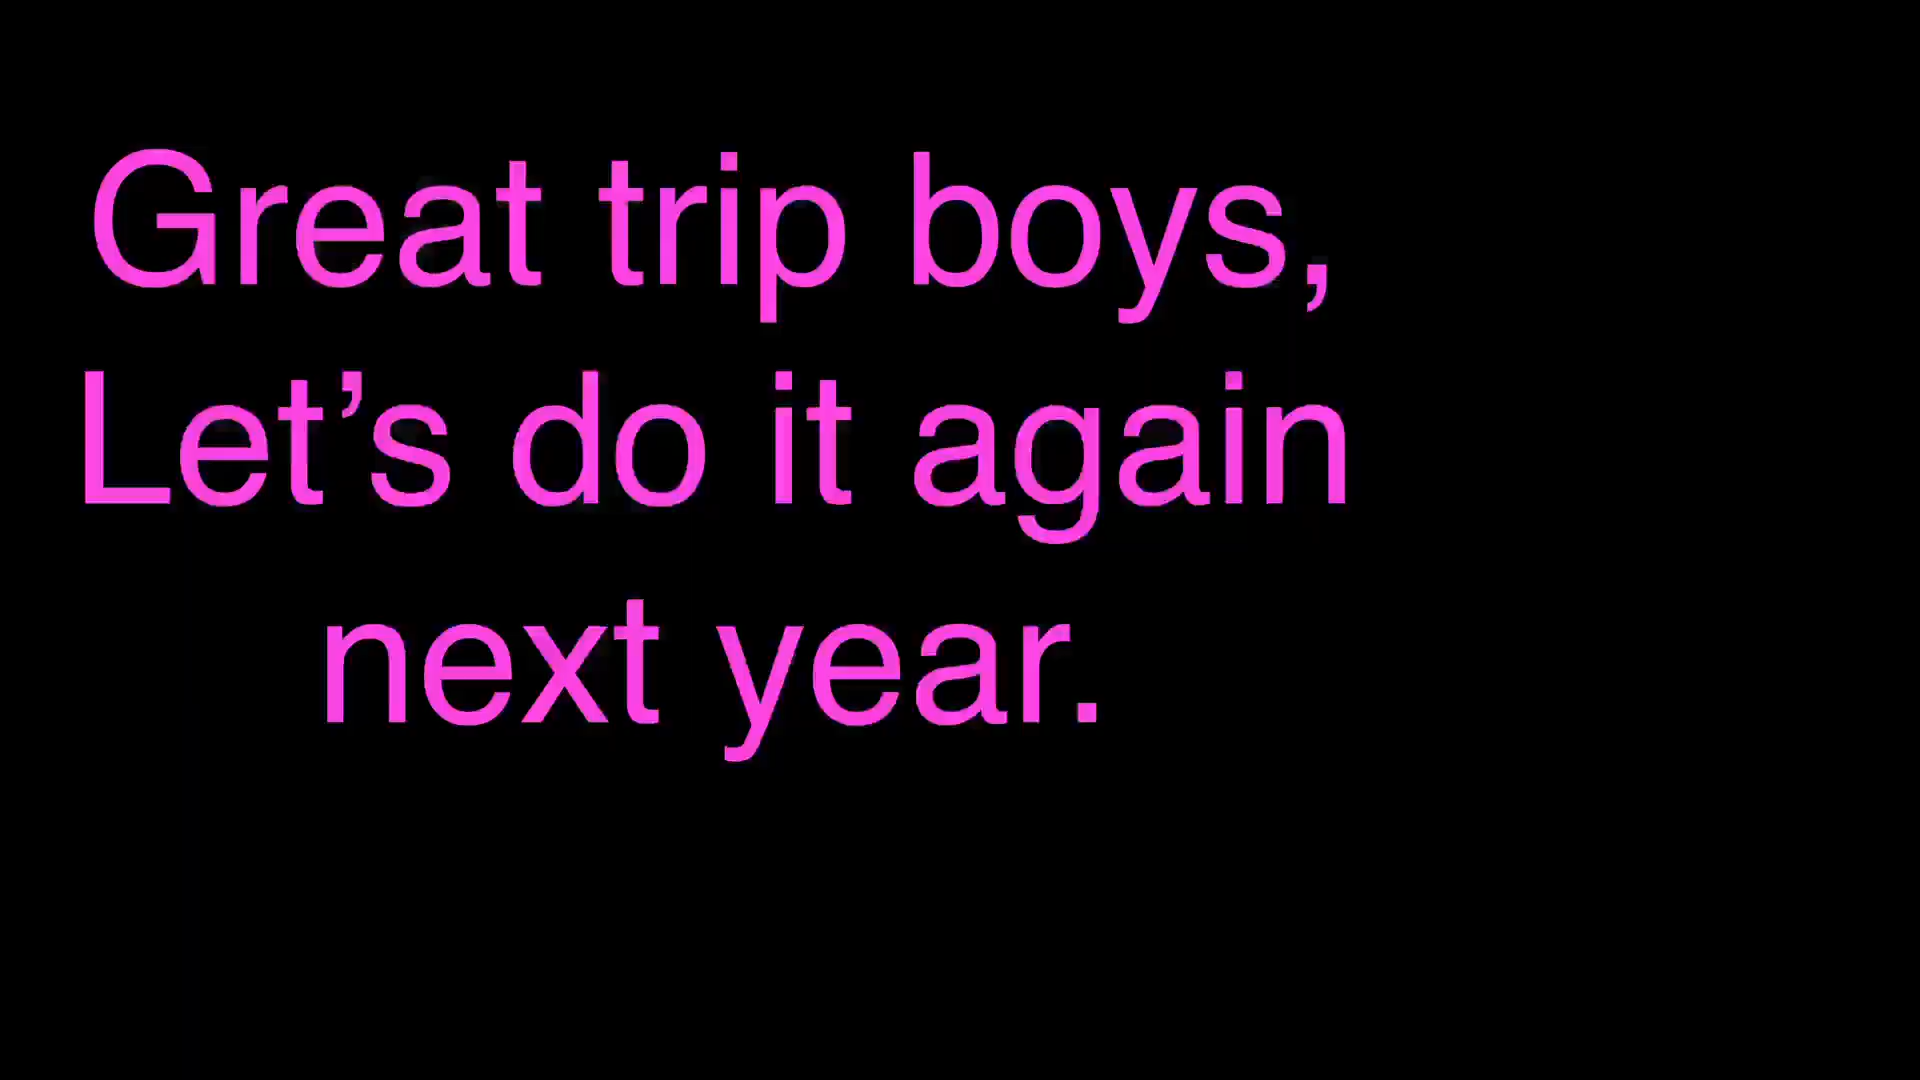 Great trip boys,
Let’s do it again
next year.